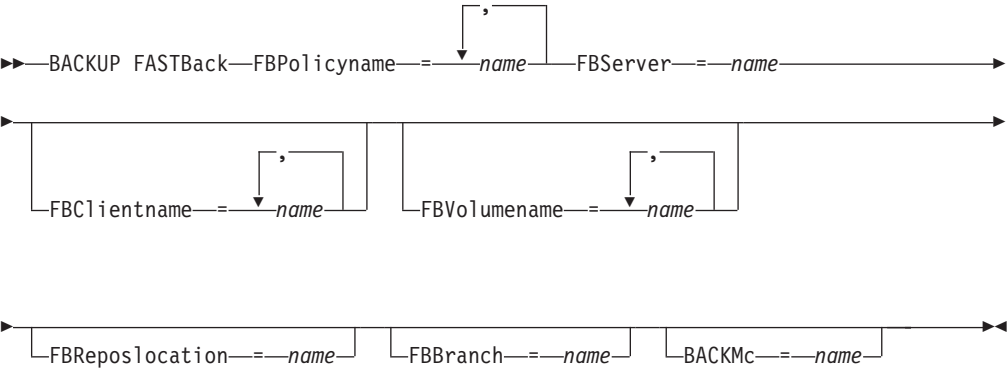 ,
BACKUP FASTBack FBPolicyname = name FBServer = name
, ,
FBClientname = name FBVolumename = name
FBReposlocation = name FBBranch = name BACKMc = name